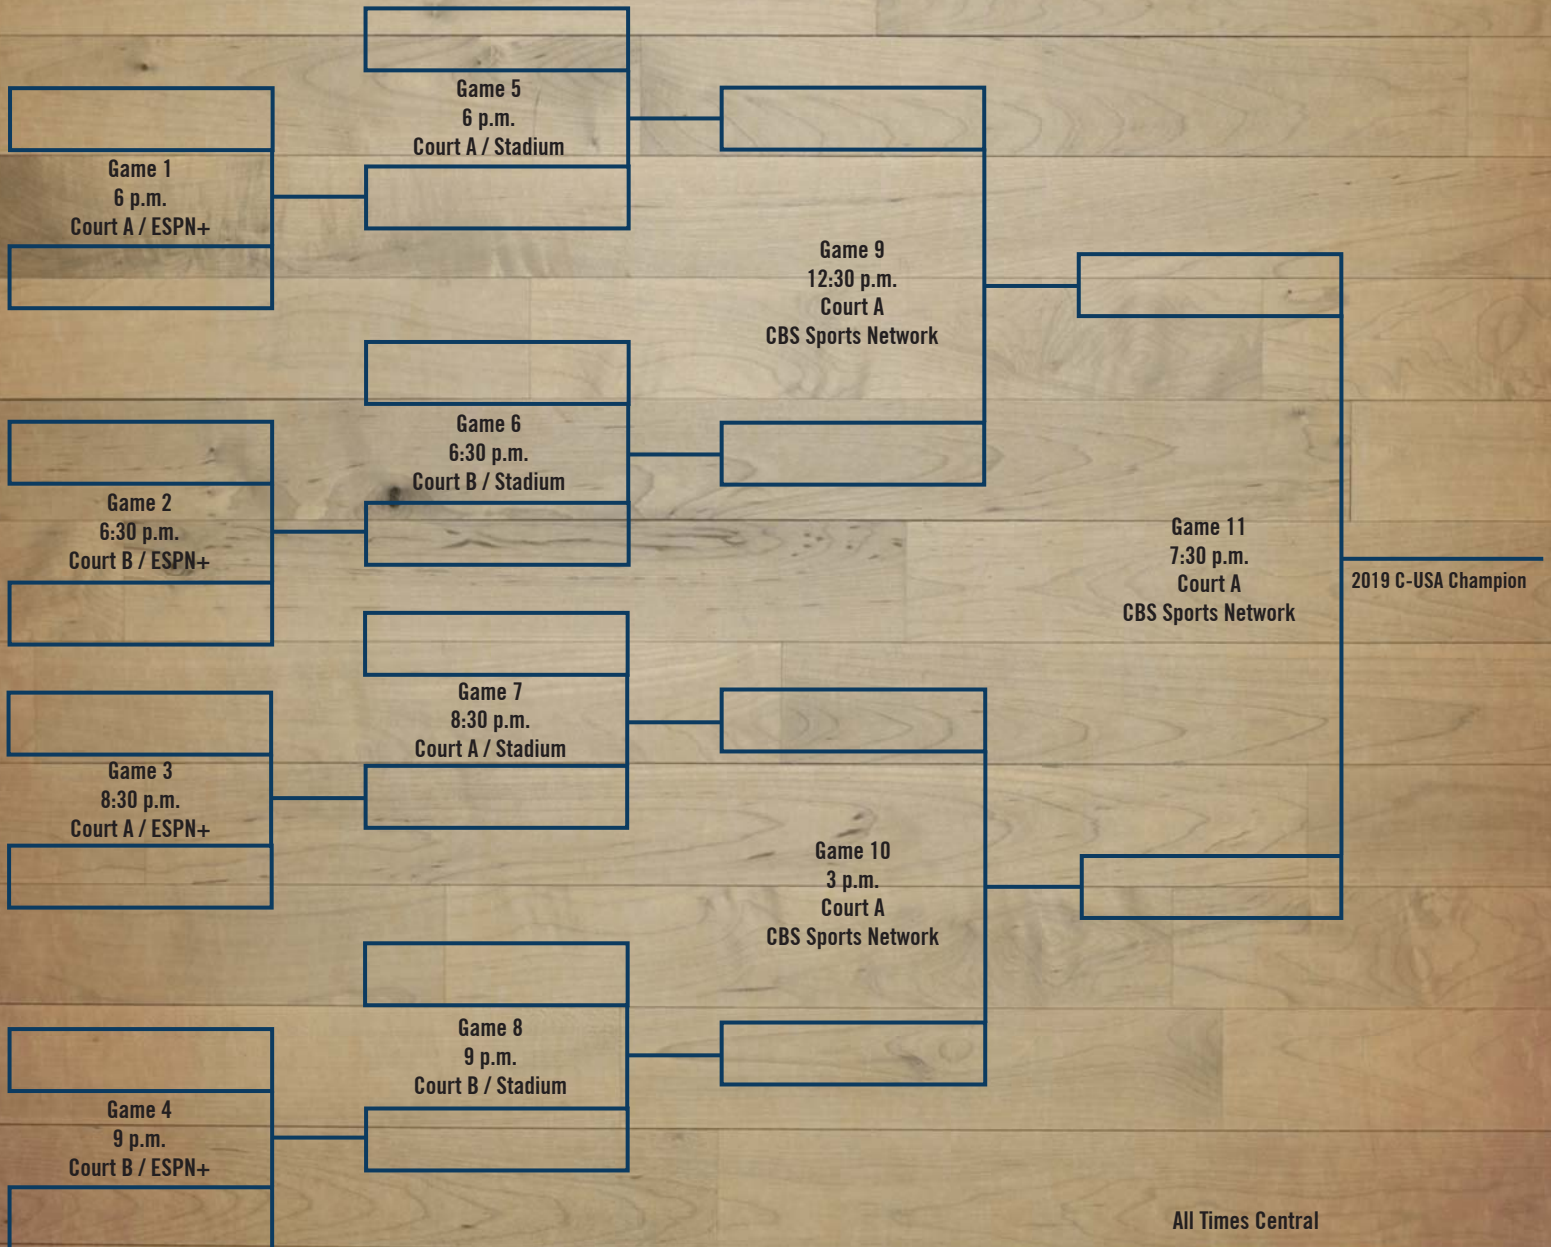 Game 1
6 p.m.
Court A / ESPN+
Game 2
6:30 p.m.
Court B / ESPN+
Game 3
8:30 p.m.
Court A / ESPN+
Game 4
9 p.m.
Court B / ESPN+
Game 5
6 p.m.
Court A / Stadium
Game 6
6:30 p.m.
Court B / Stadium
Game 7
8:30 p.m.
Court A / Stadium
Game 8
9 p.m.
Court B / Stadium
Game 9
12:30 p.m.
Court A
CBS Sports Network
Game 10
3 p.m.
Court A
CBS Sports Network
Game 11
7:30 p.m.
Court A
CBS Sports Network
2019 C-USA Champion
All Times Central